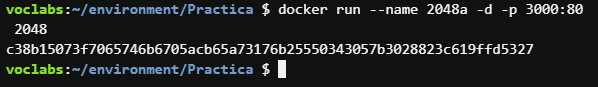 voclabs:~/environment/Practica $ docker run --name 2048a -d -p 3000:80
 2048
c38b15073f7065746b6705acb65a73176b25550343057b3028823c619ffd5327
voclabs:~/environment/Practica $